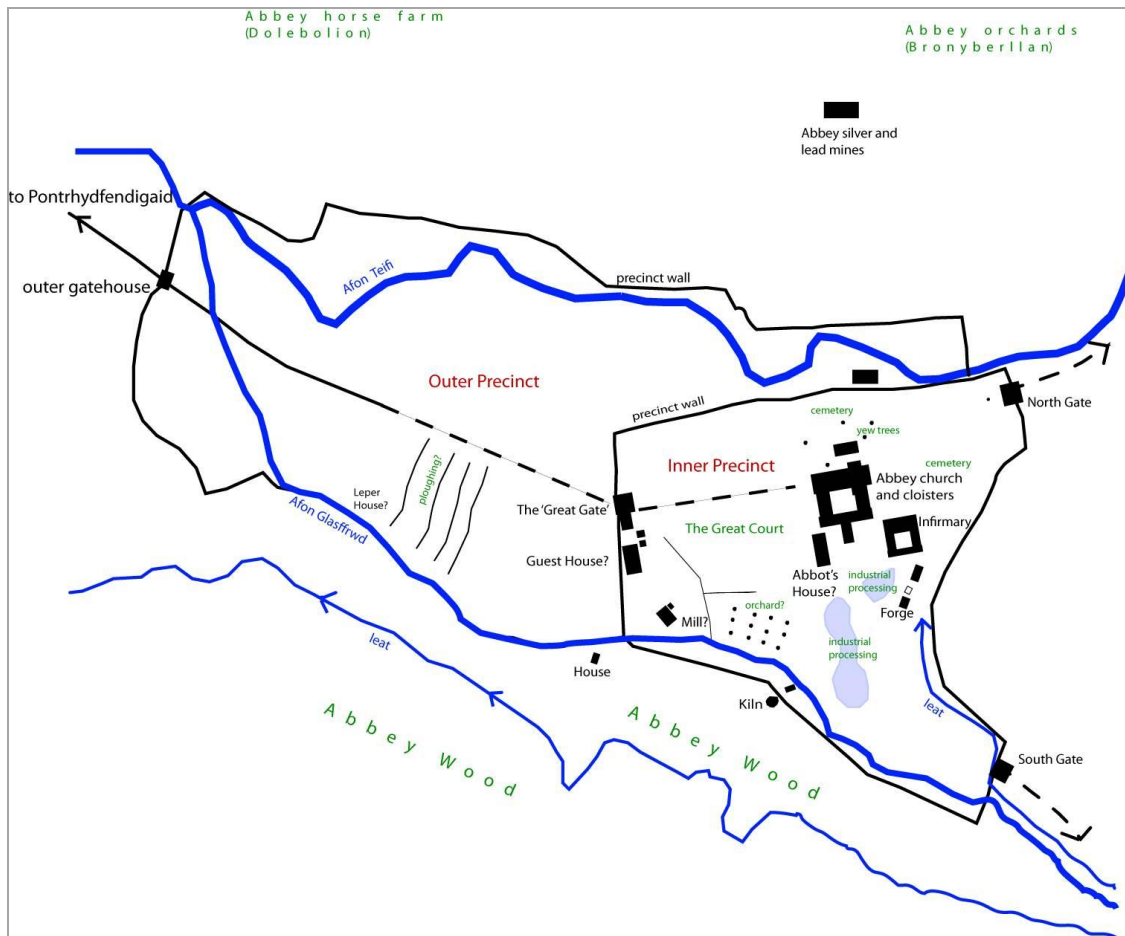 Abbey horse farm
(Dolebolion)
Abbey orchards
(Bronyberllan)
Abbey silver and
lead mines
to Pontrhydfendigaid
outer gatehouse
Afon Teifi
precinct wall
Outer Precinct
precinct wall
North Gate
cemetery
yew trees
Inner Precinct
cemetery
Abbey church
and cloisters
Leper
House?
ploughing?
Afon Glasffrwd
The 'Great Gate'
The Great Court
Infirmary
Guest House?
Abbot's
House?
industrial
processing
Forge
orchard?
Mill?
industrial
processing
leat
House
Kiln
leat
Abbey Wood
Abbey Wood
South Gate